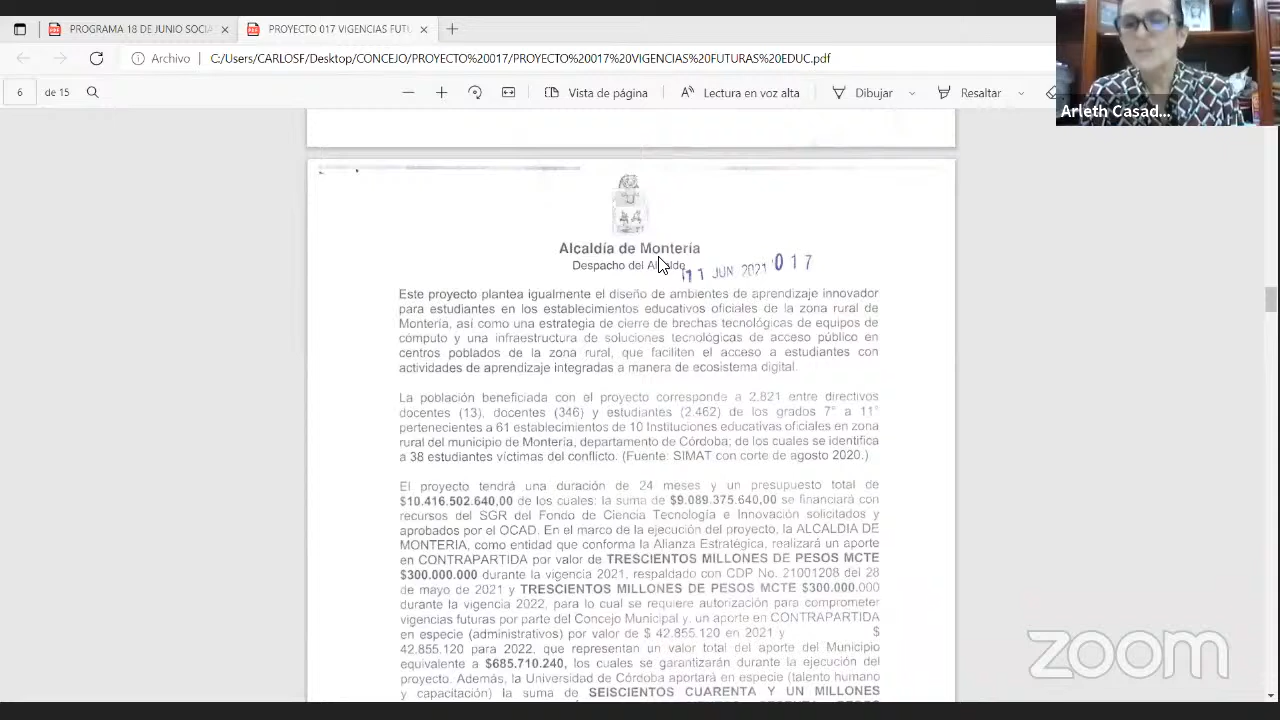 PROGRAMA 18 DE JUNIO SOCIA
PROYECTO 017 VIGENCIAS FUTU
Archivo C:/Users/CARLOSF/Desktop/CONCEJO/PROYECTO%20017/PROYECTO%20017%20VIGENCIAS%20FUTURAS%20EDUC.pdf
6 de 15 Vista de página Lectura en voz alta Dibujar Resaltar
Arleth Casad...
Alcaldía de Montería
Despacho del Alcalde
11 JUN 2021 017
Este proyecto plantea igualmente el diseño de ambientes de aprendizaje innovador
para estudiantes en los establecimientos educativos oficiales de la zona rural de
Montería, así como una estrategia de cierre de brechas tecnológicas de equipos de
cómputo y una infraestructura de soluciones tecnológicas de acceso público en
centros poblados de la zona rural, que faciliten el acceso a estudiantes con
actividades de aprendizaje integradas a manera de ecosistema digital.
La población beneficiada con el proyecto corresponde a 2.821 entre directivos
docentes (13), docentes (346) y estudiantes (2.462) de los grados 7° a 11°
pertenecientes a 61 establecimientos de 10 Instituciones educativas oficiales en zona
rural del municipio de Montería, departamento de Córdoba; de los cuales se identifica
a 38 estudiantes víctimas del conflicto. (Fuente: SIMAT con corte de agosto 2020.)
El proyecto tendrá una duración de 24 meses y un presupuesto total de
$10.416.502.640,00 de los cuales: la suma de $9.089.375.640,00 se financiará con
recursos del SGR del Fondo de Ciencia Tecnología e Innovación solicitados y
aprobados por el OCAD. En el marco de la ejecución del proyecto, la ALCALDIA DE
MONTERIA, como entidad que conforma la Alianza Estratégica, realizará un aporte
en CONTRAPARTIDA por valor de TRESCIENTOS MILLONES DE PESOS MCTE
$300.000.000 durante la vigencia 2021, respaldado con CDP No. 21001208 del 28
de mayo de 2021 y TRESCIENTOS MILLONES DE PESOS MCTE $300.000.000
durante la vigencia 2022, para lo cual se requiere autorización para comprometer
vigencias futuras por parte del Concejo Municipal y, un aporte en CONTRAPARTIDA
en especie (administrativos) por valor de $ 42.855.120 en 2021 y $
42.855.120 para 2022, que representan un valor total del aporte del Municipio
equivalente a $685.710.240, los cuales se garantizarán durante la ejecución del
proyecto. Además, la Universidad de Córdoba aportará en especie (talento humano
y capacitación) la suma de SEISCIENTOS CUARENTA Y UN MILLONES
zoom